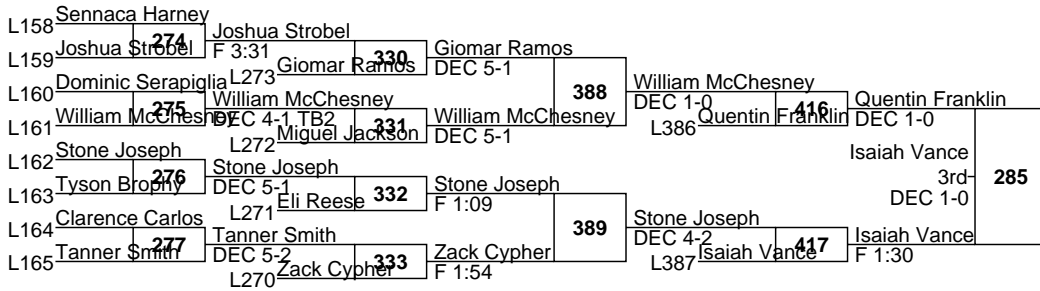 L158 Sennaca Harney
274 Joshua Strobel
L159 Joshua Strobel F 3:31 330 Giomar Ramos
L273 Giomar Ramos DEC 5-1
L160 Dominic Serapiglia 388 William McChesney
275 William McChesney DEC 1-0 416 Quentin Franklin
L161 William McChesney DEC 4-1 TB2 331 William McChesney L386 Quentin Franklin DEC 1-0
L272 Miguel Jackson DEC 5-1
L162 Stone Joseph Isaiah Vance
276 Stone Joseph 3rd 285
L163 Tyson Brophy DEC 5-1 332 Stone Joseph DEC 1-0
L271 Eli Reese F 1:09
L164 Clarence Carlos 389 Stone Joseph
277 Tanner Smith DEC 4-2 417 Isaiah Vance
L165 Tanner Smith DEC 5-2 333 Zack Cypher L387 Isaiah Vance F 1:30
L270 Zack Cypher F 1:54